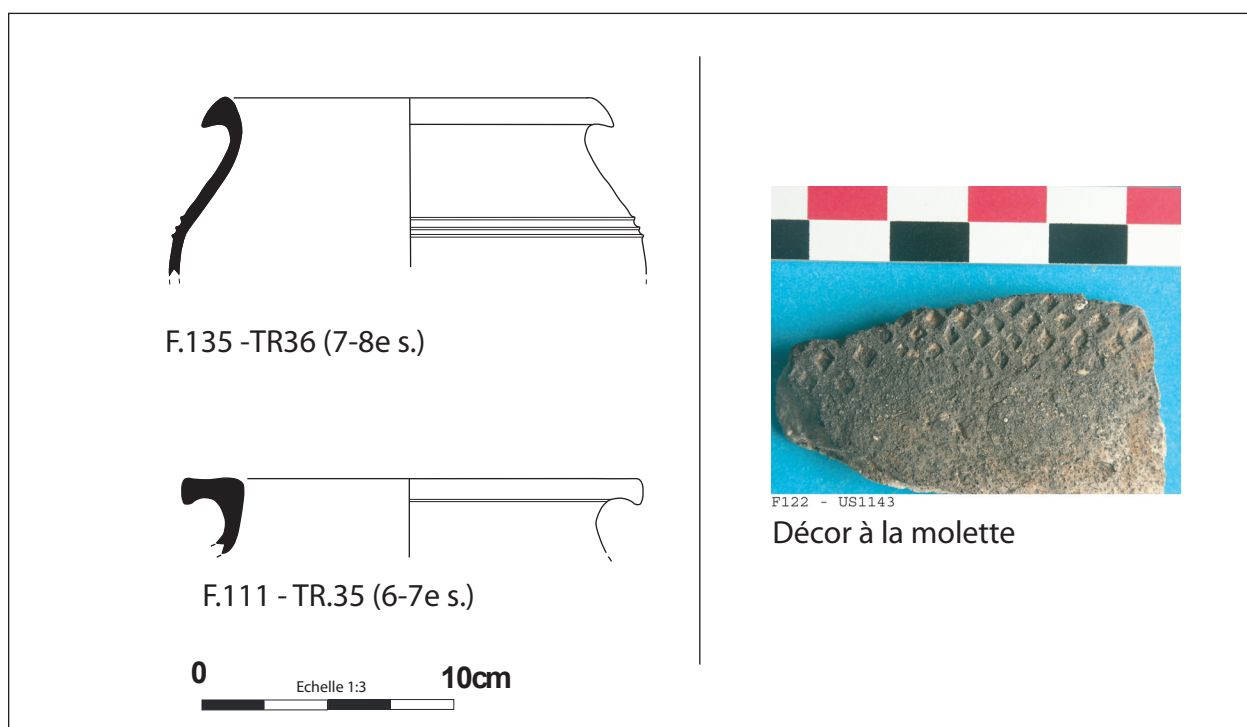 F.135 -TR36 (7-8e s.)
F.111 - TR.35 (6-7e s.)
0 10cm
Echelle 1:3
F122 - US1143
Décor à la molette